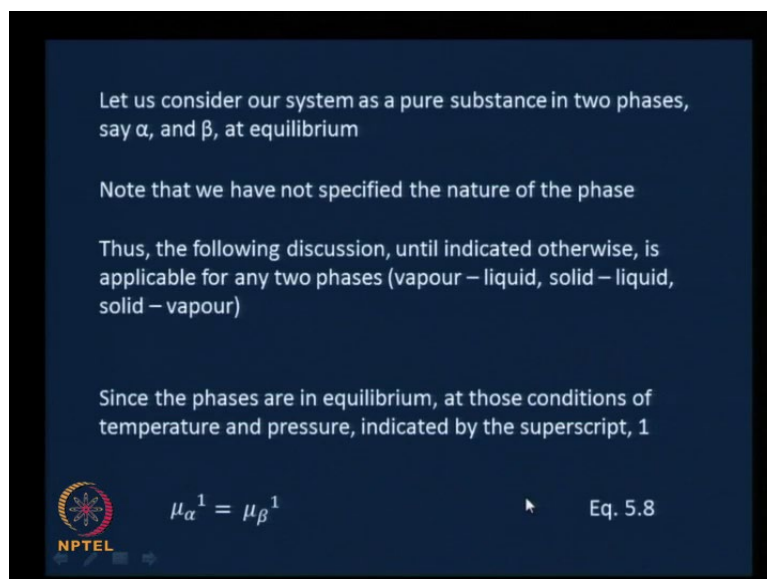 Let us consider our system as a pure substance in two phases,
say α, and β, at equilibrium
Note that we have not specified the nature of the phase
Thus, the following discussion, until indicated otherwise, is
applicable for any two phases (vapour – liquid, solid – liquid,
solid – vapour)
Since the phases are in equilibrium, at those conditions of
temperature and pressure, indicated by the superscript, 1
μα¹ = μβ¹ Eq. 5.8
NPTEL